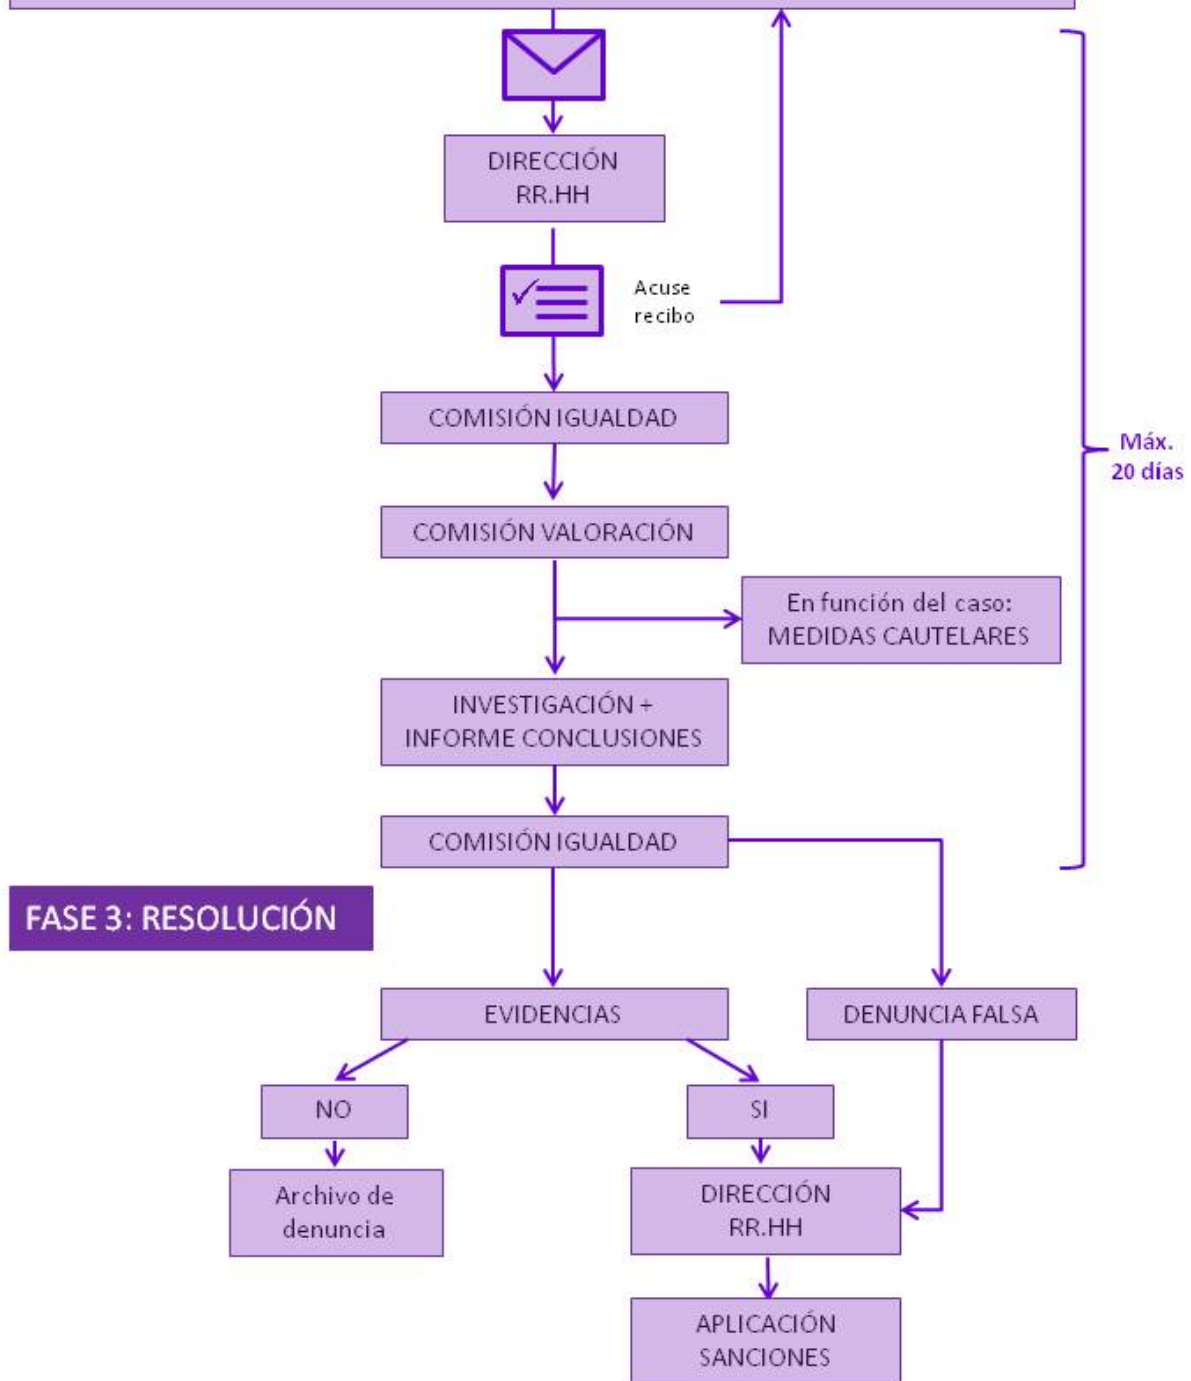 DIRECCIÓN
RR.HH
Acuse
recibo
COMISIÓN IGUALDAD
Máx.
20 días
COMISIÓN VALORACIÓN
En función del caso:
MEDIDAS CAUTELARES
INVESTIGACIÓN +
INFORME CONCLUSIONES
COMISIÓN IGUALDAD
FASE 3: RESOLUCIÓN
EVIDENCIAS
DENUNCIA FALSA
NO
SI
Archivo de
denuncia
DIRECCIÓN
RR.HH
APLICACIÓN
SANCIONES